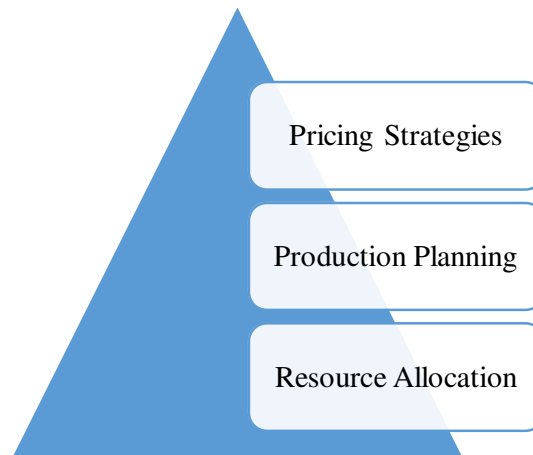 Pricing Strategies
Production Planning
Resource Allocation